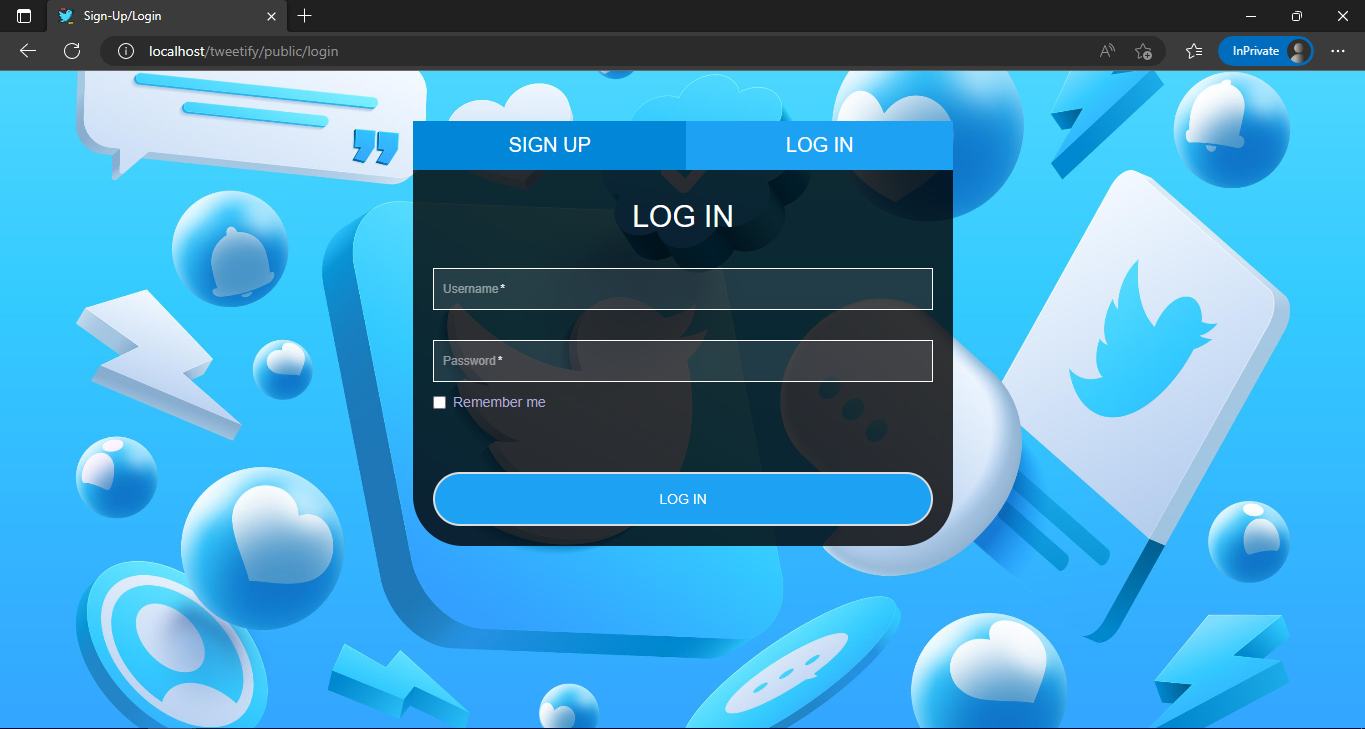 Sign-Up/Login
localhost/tweetify/public/login
InPrivate
SIGN UP
LOG IN
LOG IN
Username*
Password*
Remember me
LOG IN